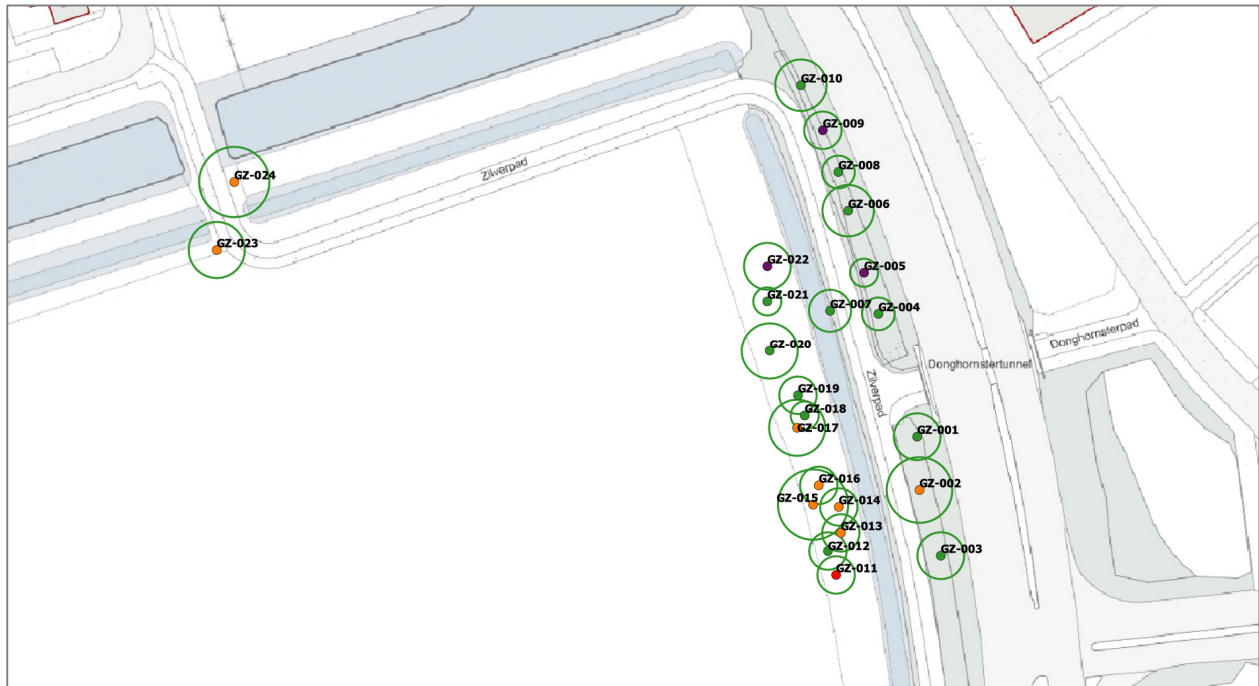 GZ-010
GZ-009
GZ-008
Zilverpad
GZ-024
GZ-006
GZ-023
GZ-022
GZ-005
GZ-021
GZ-007
GZ-004
Donghornsterpad
GZ-020
Donghornstertunnel
Zilverpad
GZ-019
GZ-018
GZ-017
GZ-001
GZ-016
GZ-002
GZ-015
GZ-014
GZ-013
GZ-012
GZ-003
GZ-011